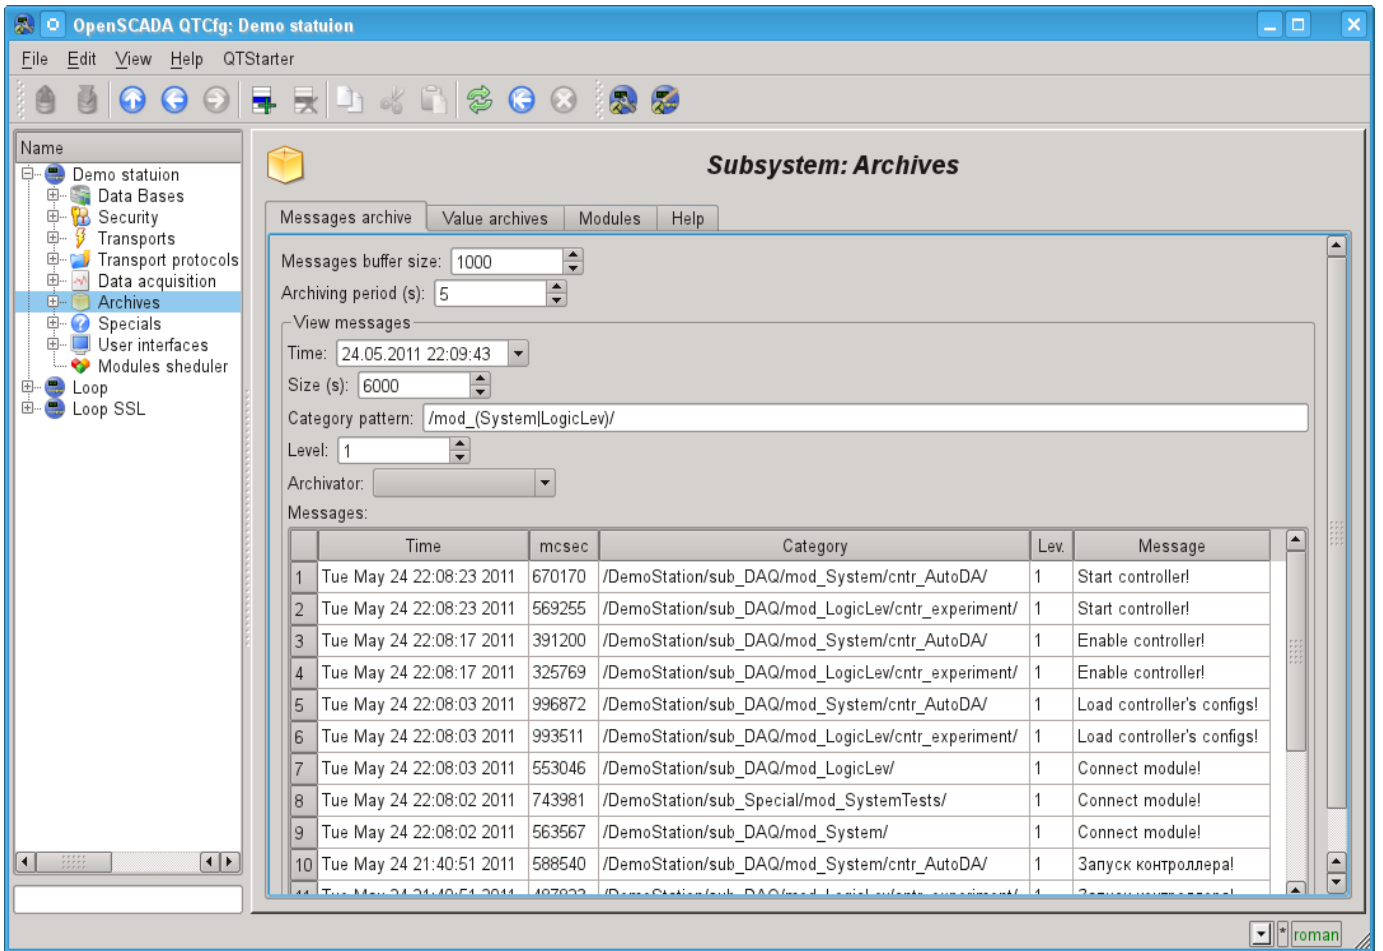 OpenSCADA QTCfg: Demo statuion
File Edit View Help QTStarter
Name
Demo statuion
Data Bases
Security
Transports
Transport protocols
Data acquisition
Archives
Specials
User interfaces
Modules sheduler
Loop
Loop SSL
Subsystem: Archives
Messages archive Value archives Modules Help
Messages buffer size: 1000
Archiving period (s): 5
View messages
Time: 24.05.2011 22:09:43
Size (s): 6000
Category pattern: /mod_(System|LogicLev)/
Level: 1
Archivator:
Messages:
Time mcsec Category Lev. Message
1 Tue May 24 22:08:23 2011 670170 /DemoStation/sub_DAQ/mod_System/cntr_AutoDA/ 1 Start controller!
2 Tue May 24 22:08:23 2011 569255 /DemoStation/sub_DAQ/mod_LogicLev/cntr_experiment/ 1 Start controller!
3 Tue May 24 22:08:17 2011 391200 /DemoStation/sub_DAQ/mod_System/cntr_AutoDA/ 1 Enable controller!
4 Tue May 24 22:08:17 2011 325769 /DemoStation/sub_DAQ/mod_LogicLev/cntr_experiment/ 1 Enable controller!
5 Tue May 24 22:08:03 2011 996872 /DemoStation/sub_DAQ/mod_System/cntr_AutoDA/ 1 Load controller's configs!
6 Tue May 24 22:08:03 2011 993511 /DemoStation/sub_DAQ/mod_LogicLev/cntr_experiment/ 1 Load controller's configs!
7 Tue May 24 22:08:03 2011 553046 /DemoStation/sub_DAQ/mod_LogicLev/ 1 Connect module!
8 Tue May 24 22:08:02 2011 743981 /DemoStation/sub_Special/mod_SystemTests/ 1 Connect module!
9 Tue May 24 22:08:02 2011 563567 /DemoStation/sub_DAQ/mod_System/ 1 Connect module!
10 Tue May 24 21:40:51 2011 588540 /DemoStation/sub_DAQ/mod_System/cntr_AutoDA/ 1 Запуск контроллера!
* roman